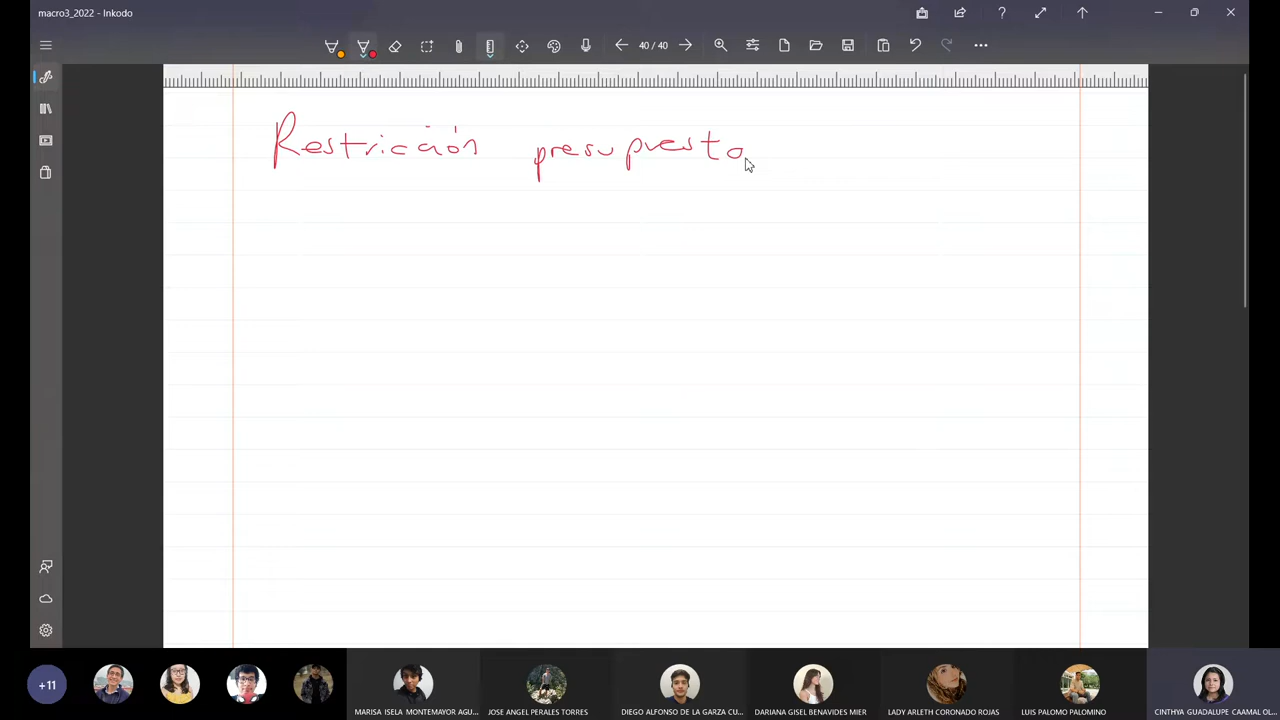 macro3_2022 - Inkodo
40 / 40
Restricción presupuesto
+11
MARISA ISELA MONTEMAYOR AGU...
JOSE ANGEL PERALES TORRES
DIEGO ALFONSO DE LA GARZA CU...
DARIANA GISEL BENAVIDES MIER
LADY ARLETH CORONADO ROJAS
LUIS PALOMO PALOMINO
CINTHYA GUADALUPE CAAMAL OL...